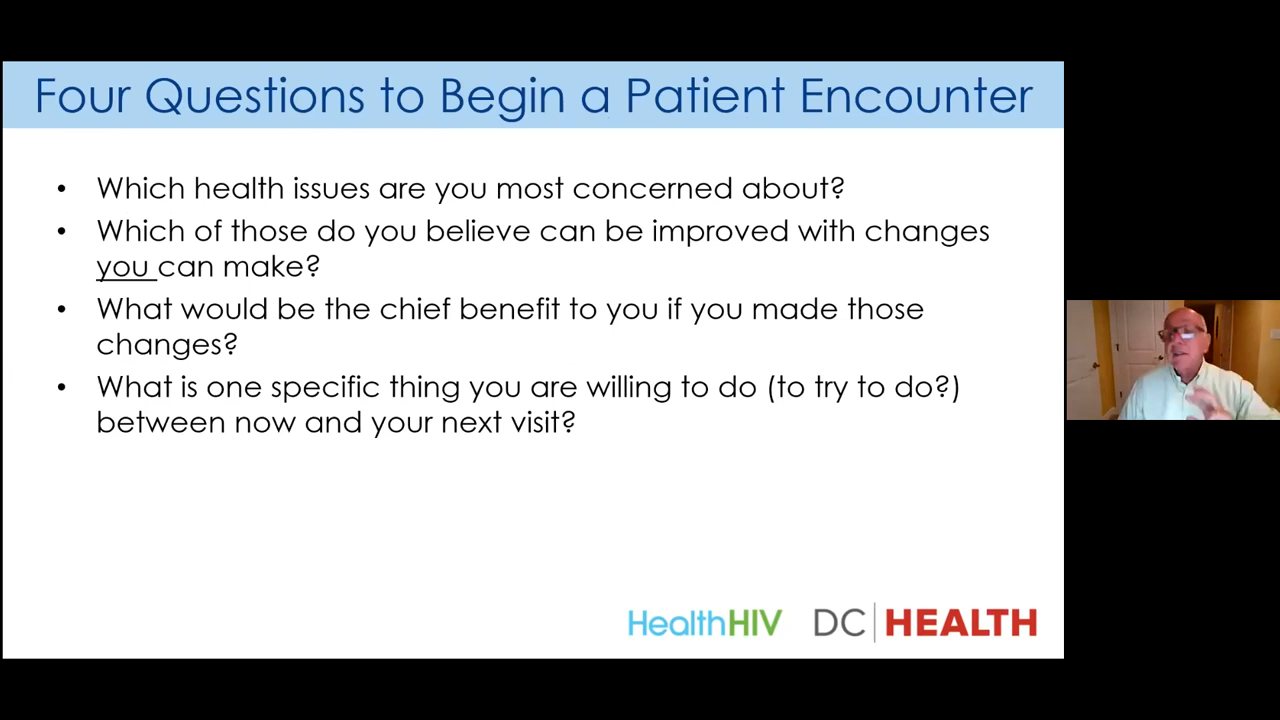 Four Questions to Begin a Patient Encounter
• Which health issues are you most concerned about?
• Which of those do you believe can be improved with changes
you can make?
• What would be the chief benefit to you if you made those
changes?
• What is one specific thing you are willing to do (to try to do?)
between now and your next visit?
HealthHIV DC|HEALTH